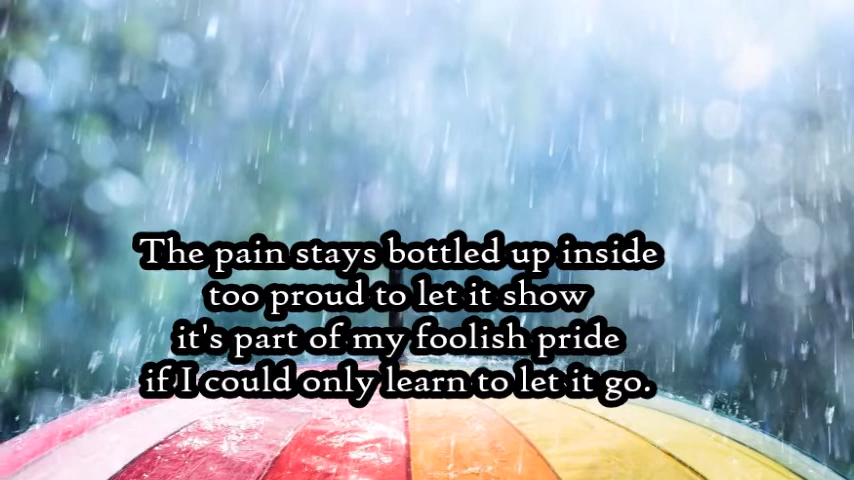 The pain stays bottled up inside
too proud to let it show
it's part of my foolish pride
if I could only learn to let it go.